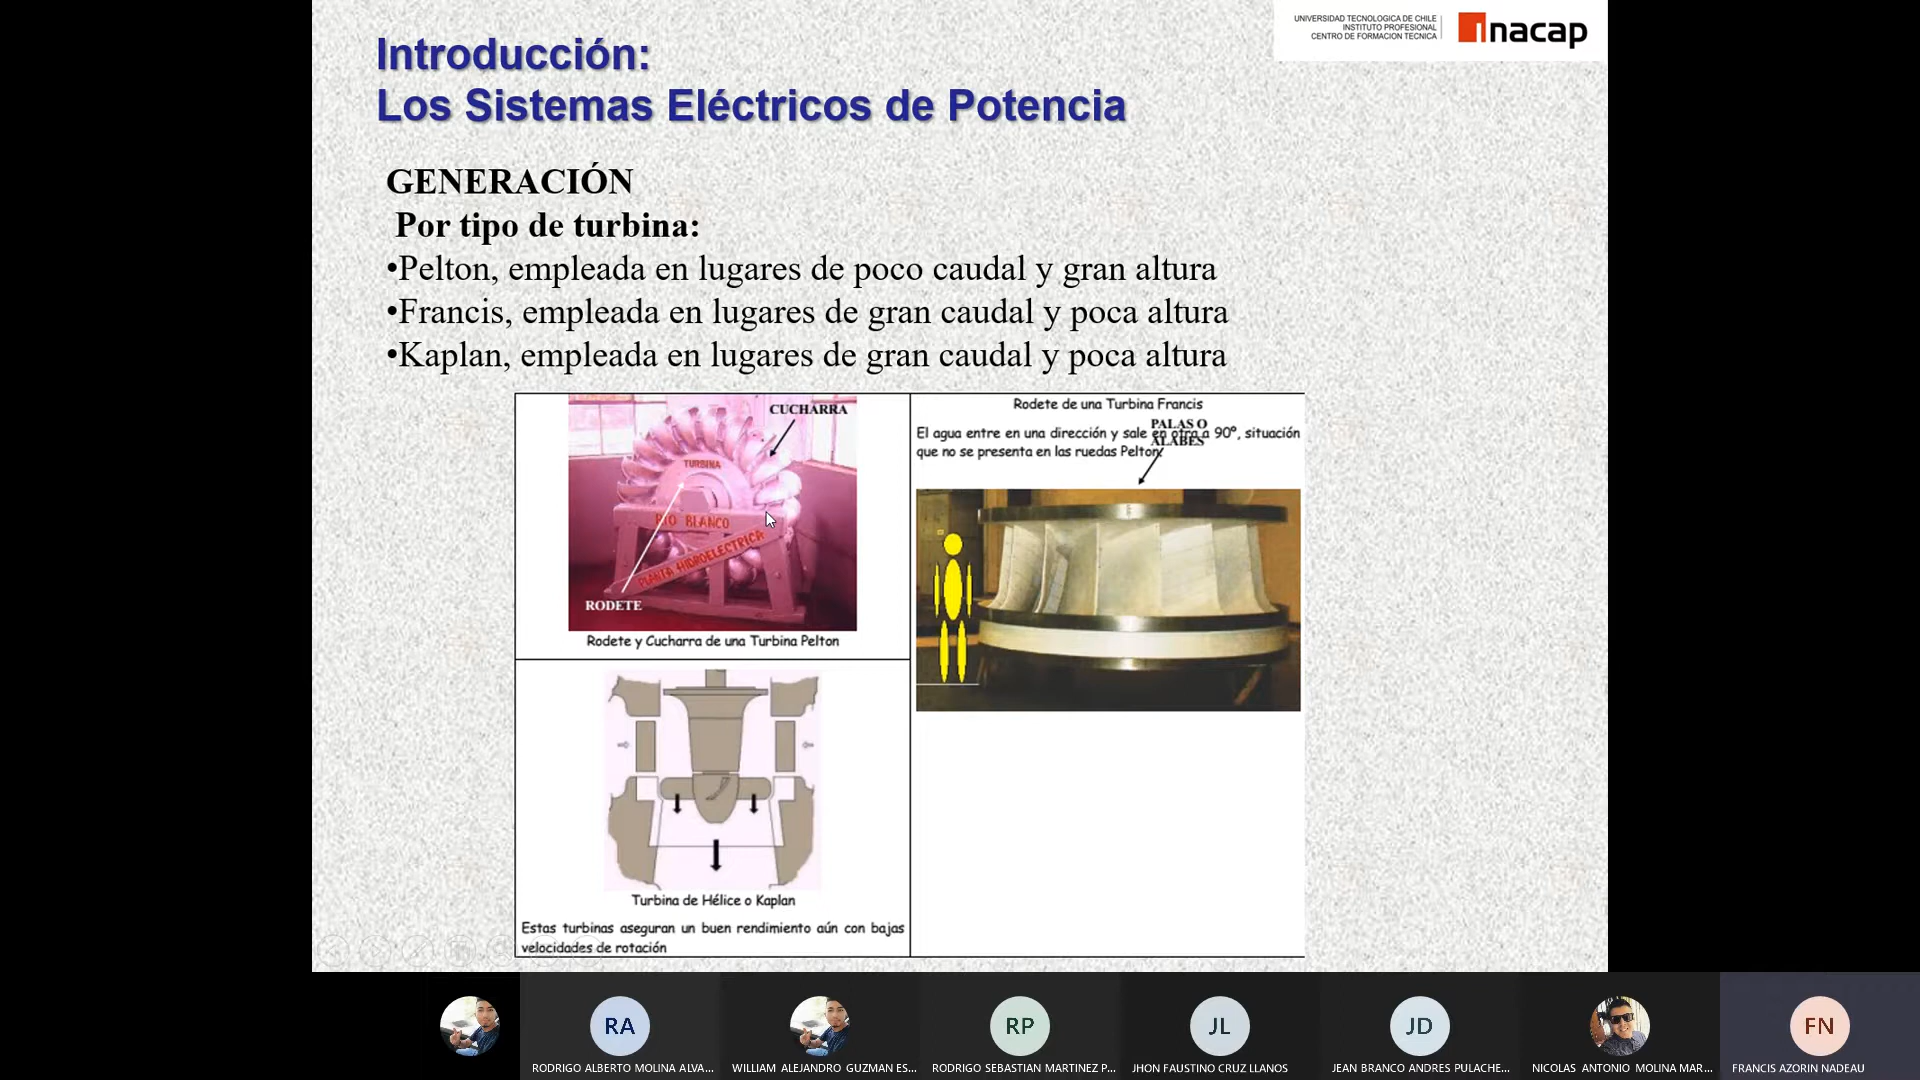 UNIVERSIDAD TECNOLOGICA DE CHILE
INSTITUTO PROFESIONAL
CENTRO DE FORMACION TECNICA
inacap
Introducción:
Los Sistemas Eléctricos de Potencia
GENERACIÓN
Por tipo de turbina:
•Pelton, empleada en lugares de poco caudal y gran altura
•Francis, empleada en lugares de gran caudal y poca altura
•Kaplan, empleada en lugares de gran caudal y poca altura
CUCHARRA
TURBINA
RIO BLANCO
PLANTA HIDROELECTRICA
RODETE
Rodete y Cucharra de una Turbina Pelton
Rodete de una Turbina Francis
El agua entre en una dirección y sale en otra a 90º, situación
que no se presenta en las ruedas Pelton.
PALAS O
ALABES
Turbina de Hélice o Kaplan
Estas turbinas aseguran un buen rendimiento aún con bajas
velocidades de rotación
RA
RP
JL
JD
FN
RODRIGO ALBERTO MOLINA ALVA...
WILLIAM ALEJANDRO GUZMAN ES...
RODRIGO SEBASTIAN MARTINEZ P...
JHON FAUSTINO CRUZ LLANOS
JEAN BRANCO ANDRES PULACHE...
NICOLAS ANTONIO MOLINA MAR...
FRANCIS AZORIN NADEAU